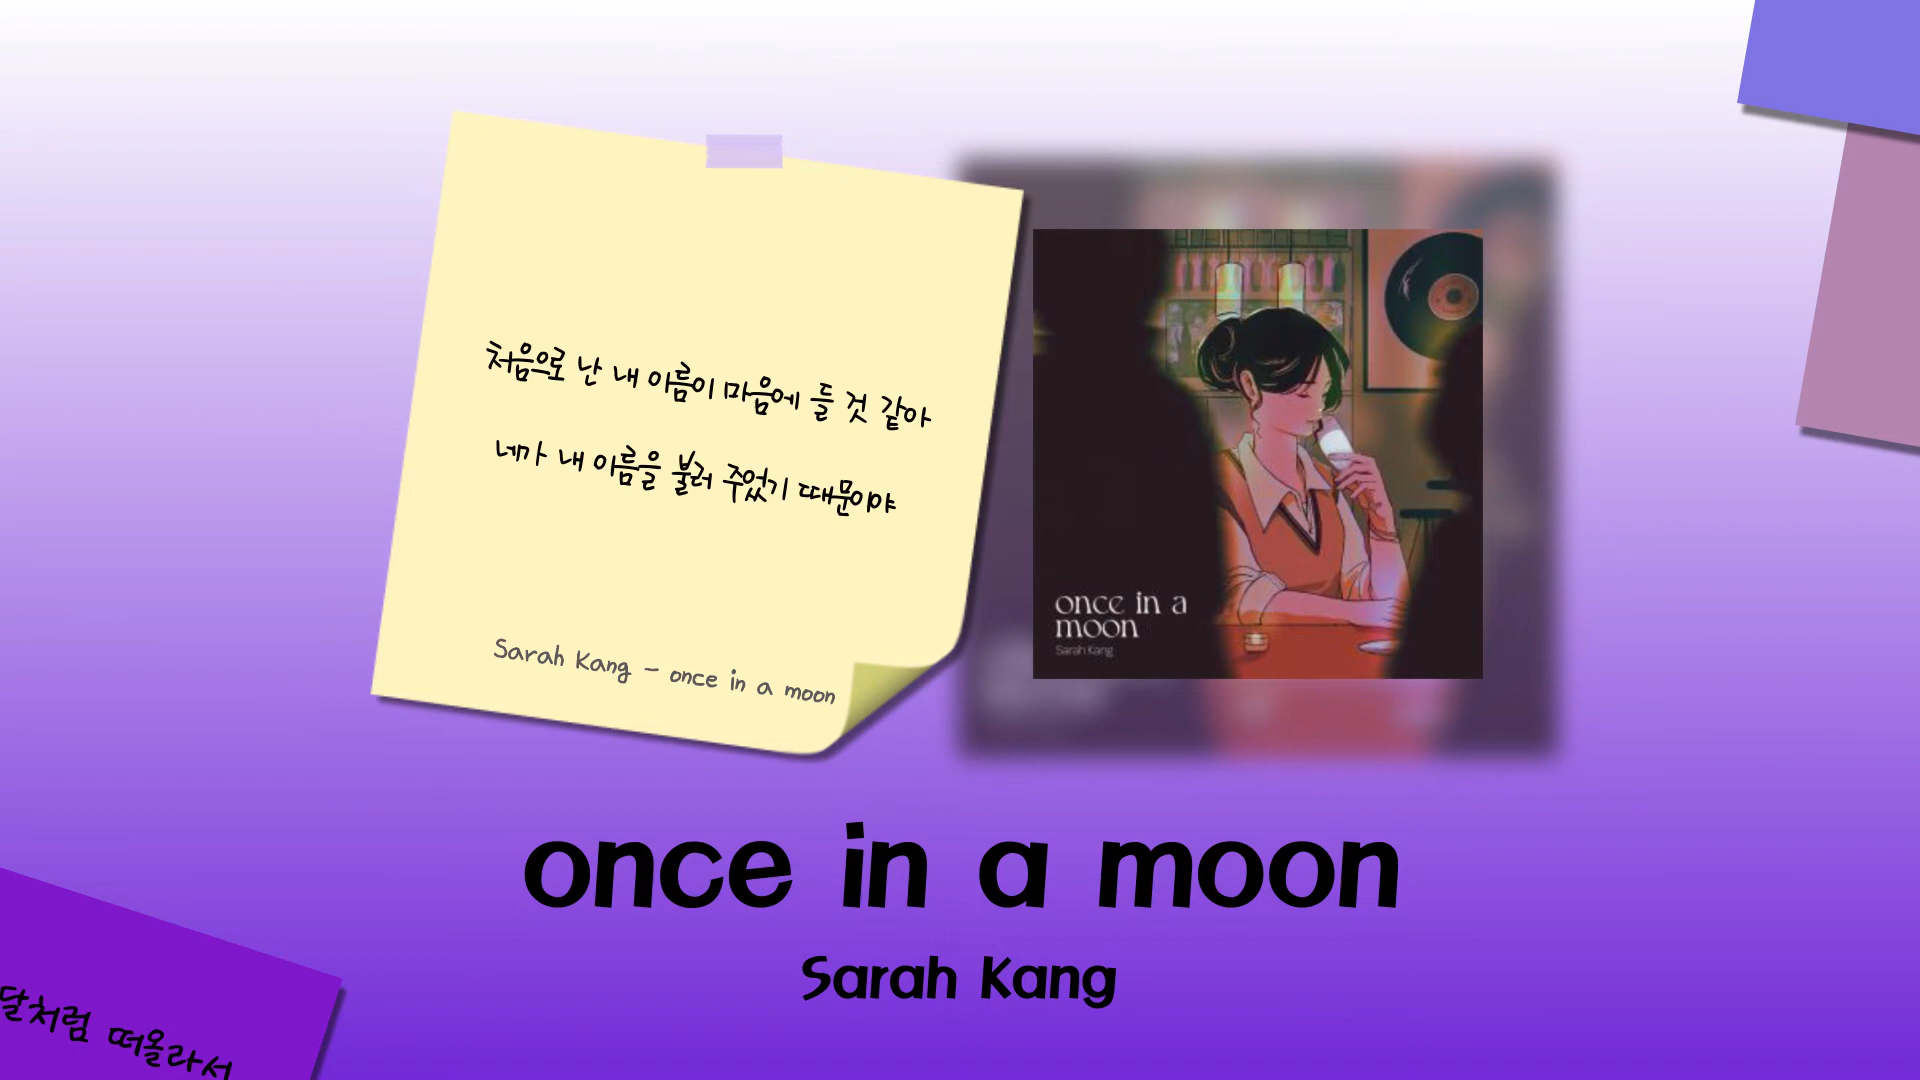 처음으로 난 내 이름이 마음에 들 것 같아
네가 내 이름을 불러 주었기 때문이야
Sarah Kang - once in a moon
once in a
moon
Sarah Kang
once in a moon
Sarah Kang
달처럼 떠올라서